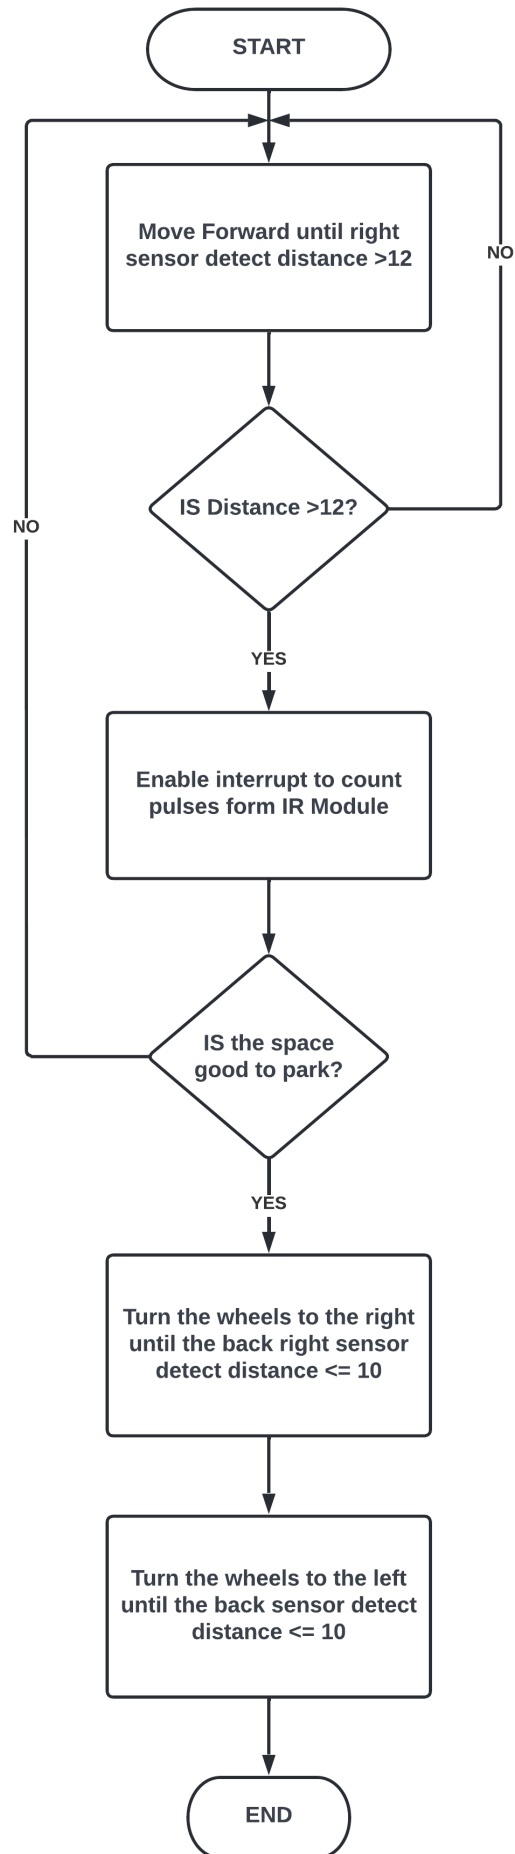 START
Move Forward until right
sensor detect distance >12
NO
IS Distance >12?
NO
YES
Enable interrupt to count
pulses form IR Module
IS the space
good to park?
YES
Turn the wheels to the right
until the back right sensor
detect distance <= 10
Turn the wheels to the left
until the back sensor detect
distance <= 10
END